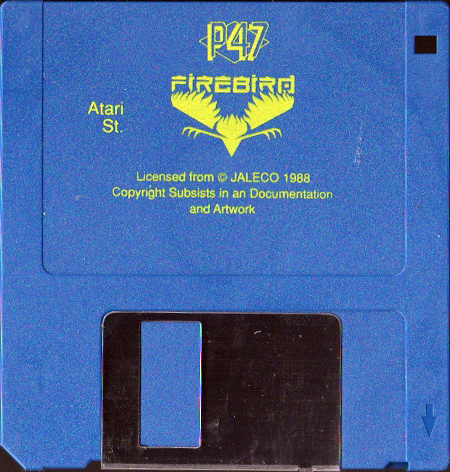 P47
FIREBIRD
Atari
St.
Licensed from © JALECO 1988
Copyright Subsists in an Documentation
and Artwork